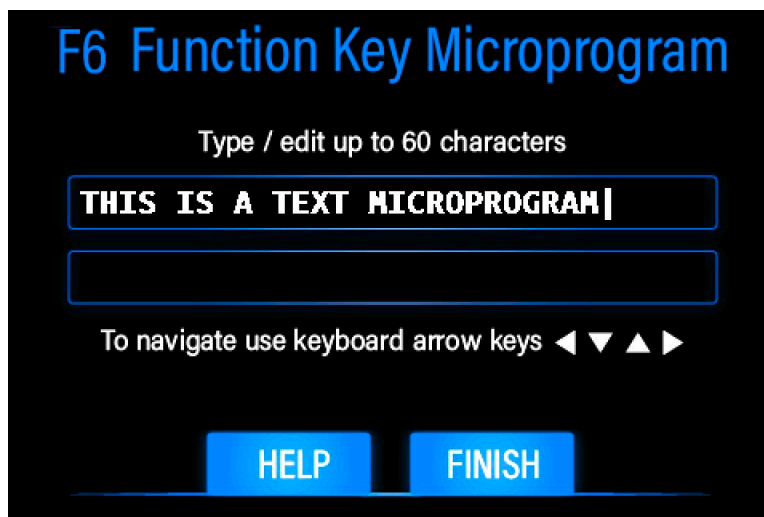 F6 Function Key Microprogram
Type / edit up to 60 characters
THIS IS A TEXT MICROPROGRAM
To navigate use keyboard arrow keys ◀ ▼ ▲ ▶
HELP FINISH